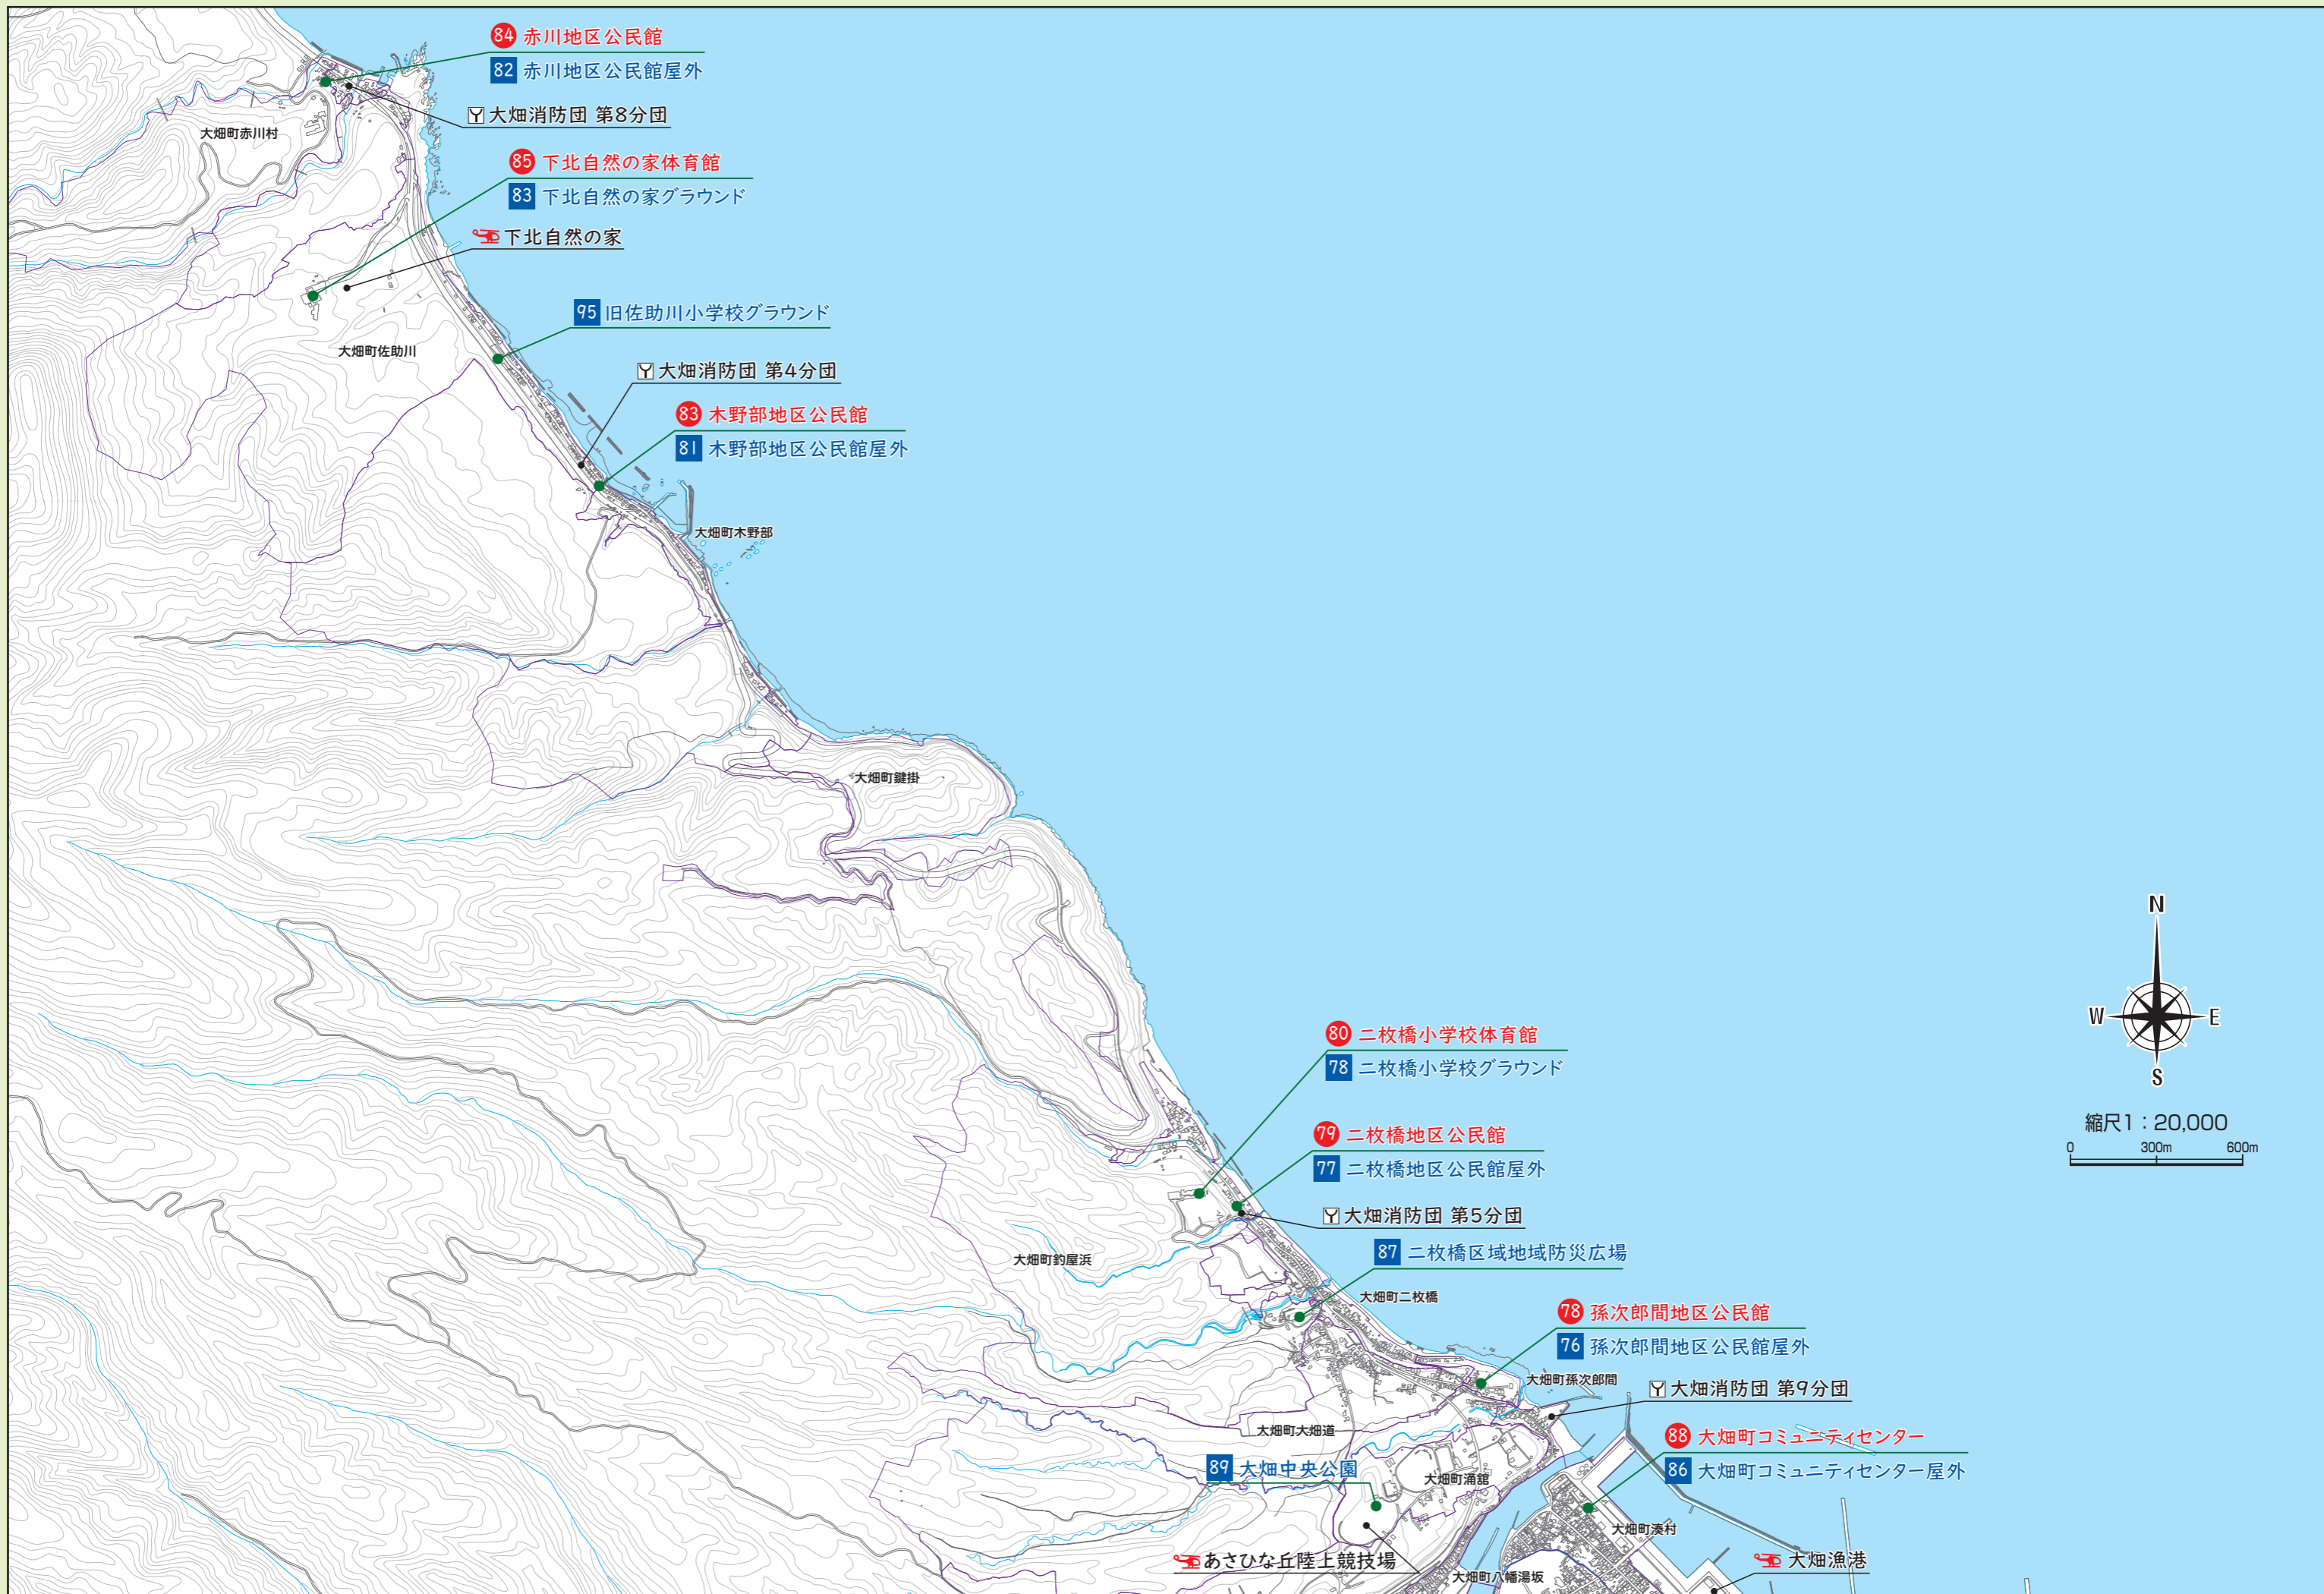 84 赤川地区公民館
82 赤川地区公民館屋外
大畑消防団 第8分団
大畑町赤川村
85 下北自然の家体育館
83 下北自然の家グラウンド
下北自然の家
95 旧佐助川小学校グラウンド
大畑町佐助川
大畑消防団 第4分団
83 木野部地区公民館
81 木野部地区公民館屋外
大畑町木野部
大畑町鍵掛
N
W E
S
縮尺1：20,000
0 300m 600m
80 二枚橋小学校体育館
78 二枚橋小学校グラウンド
79 二枚橋地区公民館
77 二枚橋地区公民館屋外
大畑消防団 第5分団
87 二枚橋区域地域防災広場
大畑町釣屋浜
大畑町二枚橋
78 孫次郎間地区公民館
76 孫次郎間地区公民館屋外
大畑町孫次郎間
大畑消防団 第9分団
大畑町大畑道
88 大畑町コミュニティセンター
86 大畑町コミュニティセンター屋外
89 大畑中央公園
大畑町涌舘
大畑町湊村
あさひな丘陸上競技場
大畑漁港
大畑町八幡湯坂